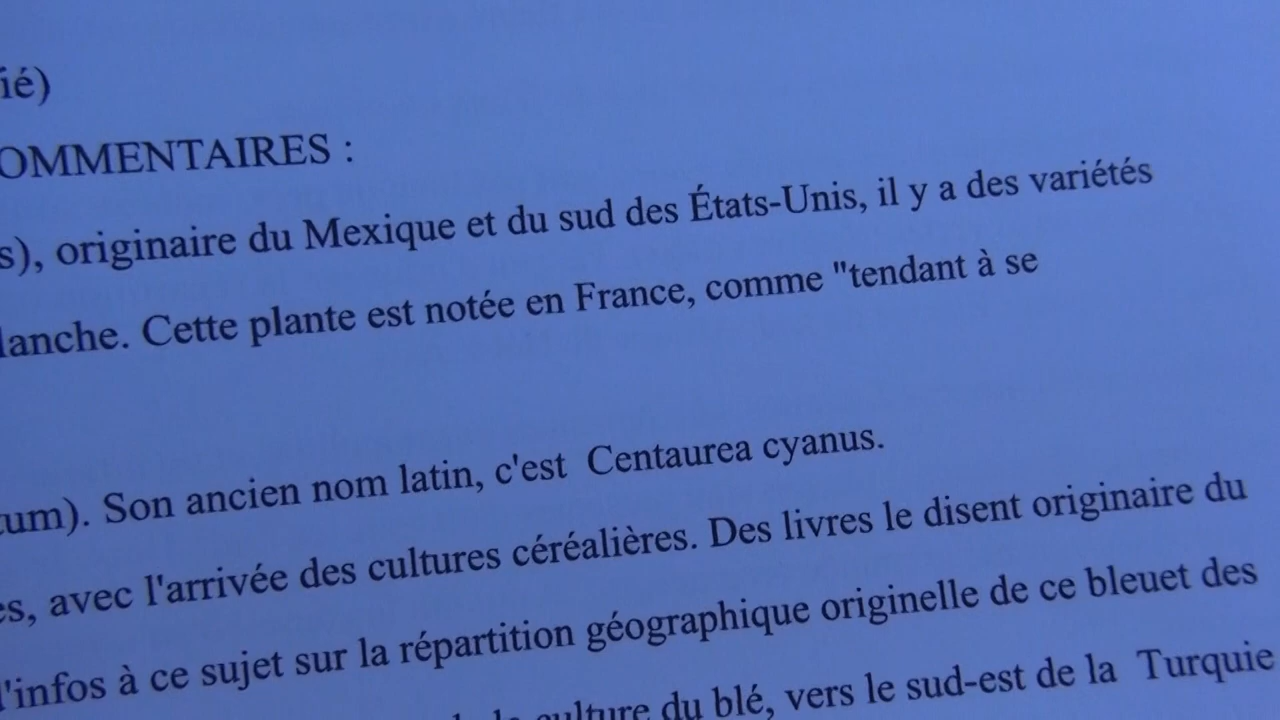 ié)
OMMENTAIRES :
s), originaire du Mexique et du sud des États-Unis, il y a des variétés
lanche. Cette plante est notée en France, comme "tendant à se
tum). Son ancien nom latin, c'est Centaurea cyanus.
es, avec l'arrivée des cultures céréalières. Des livres le disent originaire du
l'infos à ce sujet sur la répartition géographique originelle de ce bleuet des
culture du blé, vers le sud-est de la Turquie